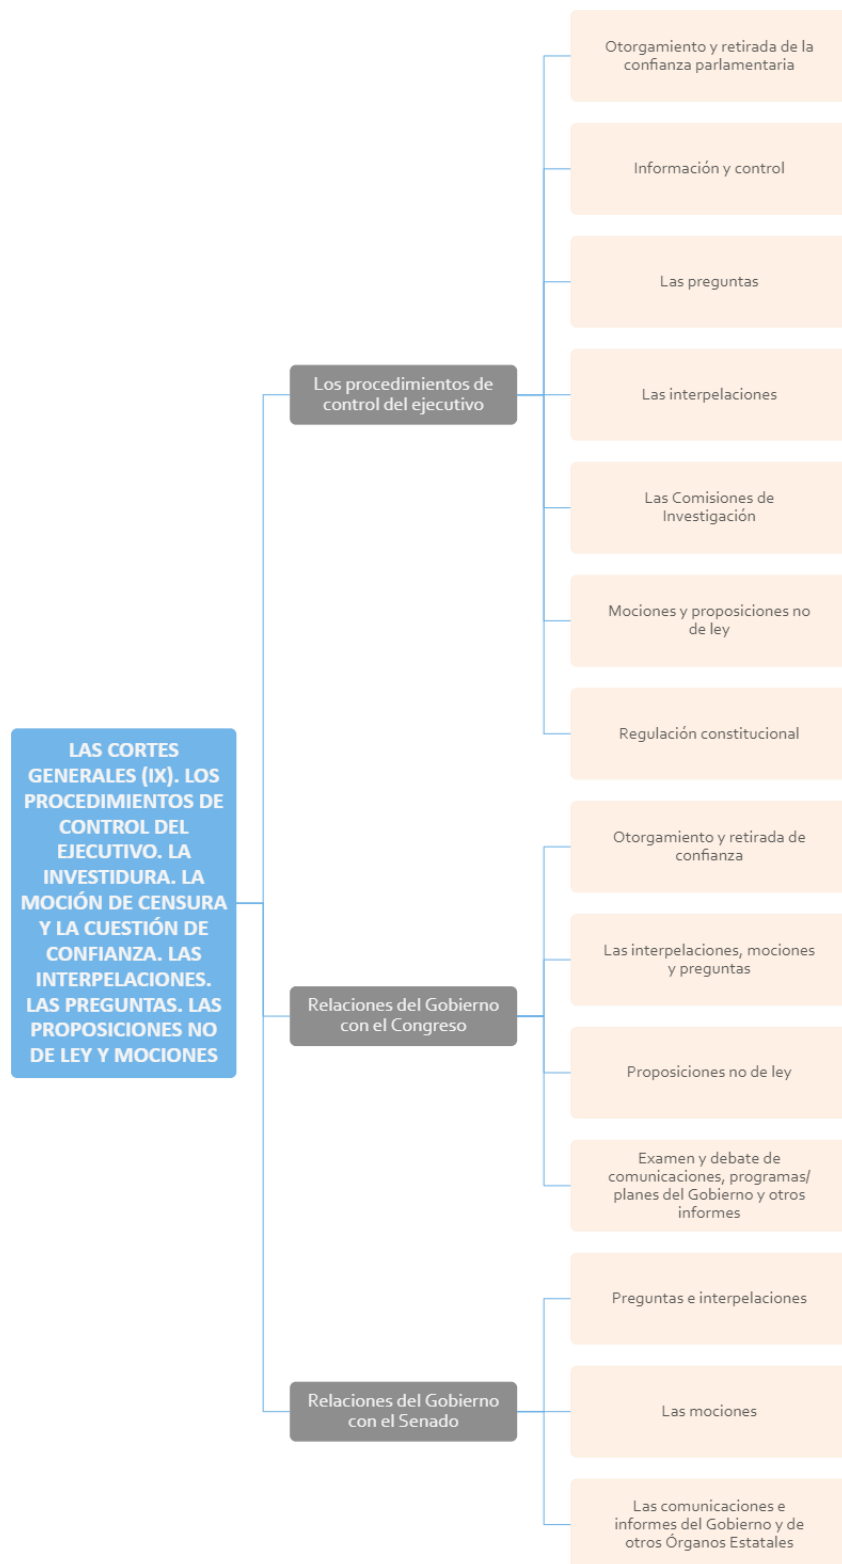 Otorgamiento y retirada de la
confianza parlamentaria
Información y control
Las preguntas
Los procedimientos de
control del ejecutivo
Las interpelaciones
Las Comisiones de
Investigación
Mociones y proposiciones no
de ley
Regulación constitucional
LAS CORTES
GENERALES (IX). LOS
PROCEDIMIENTOS DE
CONTROL DEL
EJECUTIVO. LA
INVESTIDURA. LA
MOCIÓN DE CENSURA
Y LA CUESTIÓN DE
CONFIANZA. LAS
INTERPELACIONES.
LAS PREGUNTAS. LAS
PROPOSICIONES NO
DE LEY Y MOCIONES
Otorgamiento y retirada de
confianza
Las interpelaciones, mociones
y preguntas
Relaciones del Gobierno
con el Congreso
Proposiciones no de ley
Examen y debate de
comunicaciones, programas/
planes del Gobierno y otros
informes
Preguntas e interpelaciones
Relaciones del Gobierno
con el Senado
Las mociones
Las comunicaciones e
informes del Gobierno y de
otros Órganos Estatales